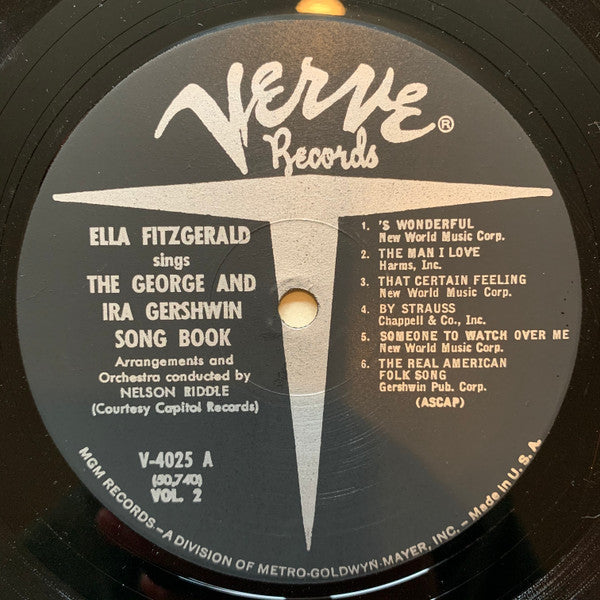 Verve ®
Records
ELLA FITZGERALD
sings
THE GEORGE AND
IRA GERSHWIN
SONG BOOK
Arrangements and
Orchestra conducted by
NELSON RIDDLE
(Courtesy Capitol Records)
V-4025 A
(50,740)
VOL. 2
1. 'S WONDERFUL
New World Music Corp.
2. THE MAN I LOVE
Harms, Inc.
3. THAT CERTAIN FEELING
New World Music Corp.
4. BY STRAUSS
Chappell & Co., Inc.
5. SOMEONE TO WATCH OVER ME
New World Music Corp.
6. THE REAL AMERICAN
FOLK SONG
Gershwin Pub. Corp.
(ASCAP)
MGM RECORDS—A DIVISION OF METRO-GOLDWYN-MAYER, INC. – Made in U. S. A.